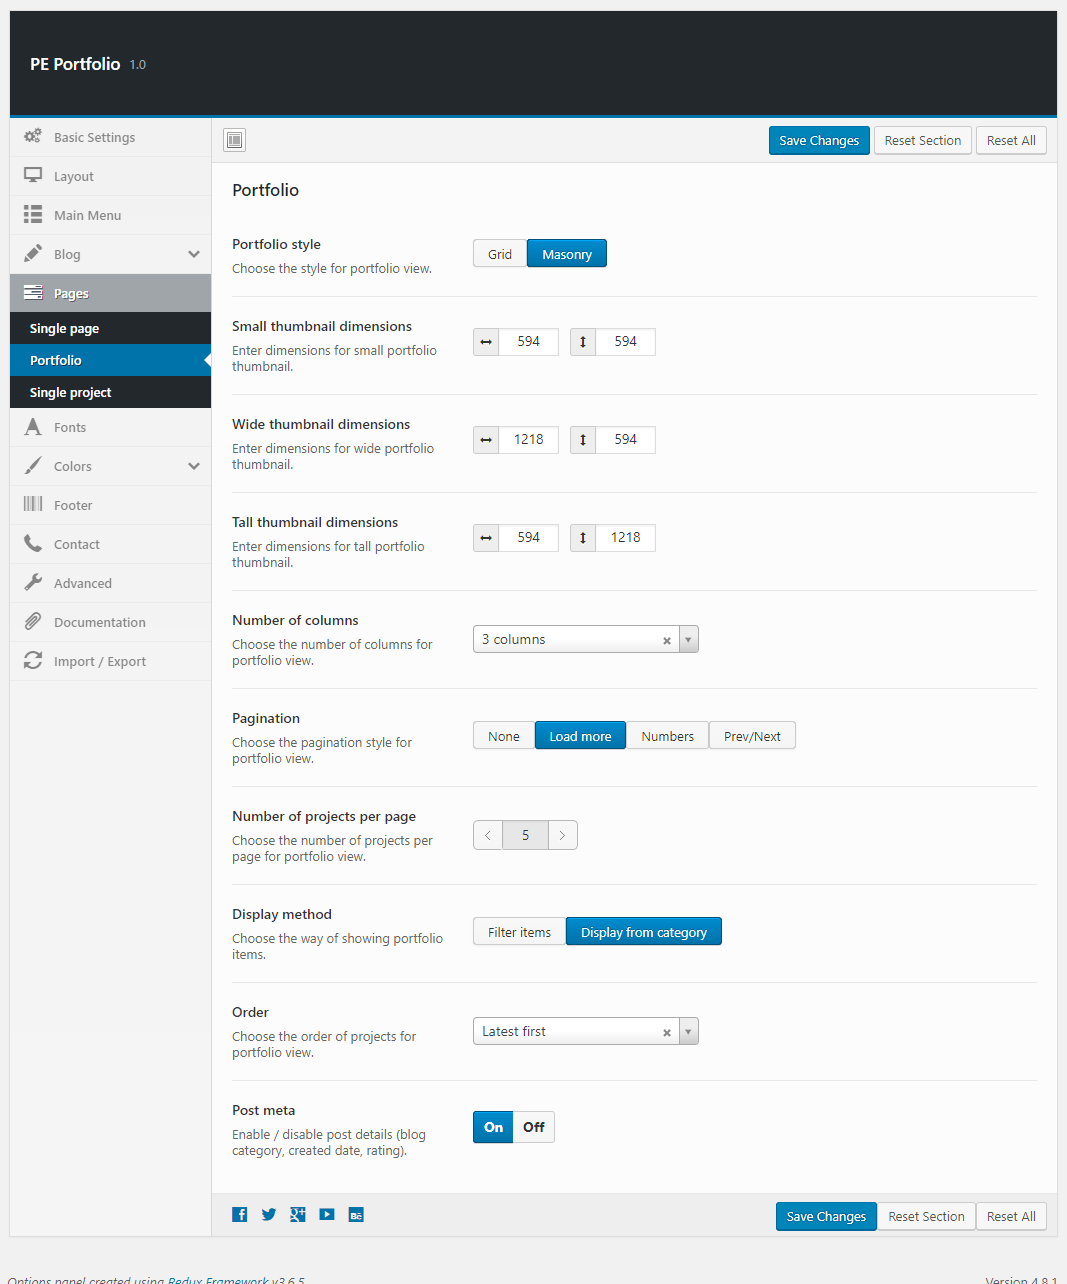 PE Portfolio 1.0
Basic Settings
Layout
Main Menu
Blog
Pages
Single page
Portfolio
Single project
Fonts
Colors
Footer
Contact
Advanced
Documentation
Import / Export
Save Changes Reset Section Reset All
Portfolio
Portfolio style
Choose the style for portfolio view.
Grid Masonry
Small thumbnail dimensions
Enter dimensions for small portfolio
thumbnail.
594 594
Wide thumbnail dimensions
Enter dimensions for wide portfolio
thumbnail.
1218 594
Tall thumbnail dimensions
Enter dimensions for tall portfolio
thumbnail.
594 1218
Number of columns
Choose the number of columns for
portfolio view.
3 columns
Pagination
Choose the pagination style for
portfolio view.
None Load more Numbers Prev/Next
Number of projects per page
Choose the number of projects per
page for portfolio view.
5
Display method
Choose the way of showing portfolio
items.
Filter items Display from category
Order
Choose the order of projects for
portfolio view.
Latest first
Post meta
Enable / disable post details (blog
category, created date, rating).
On Off
Save Changes Reset Section Reset All
Options panel created using Redux Framework v3.6.5
Version 4.8.1